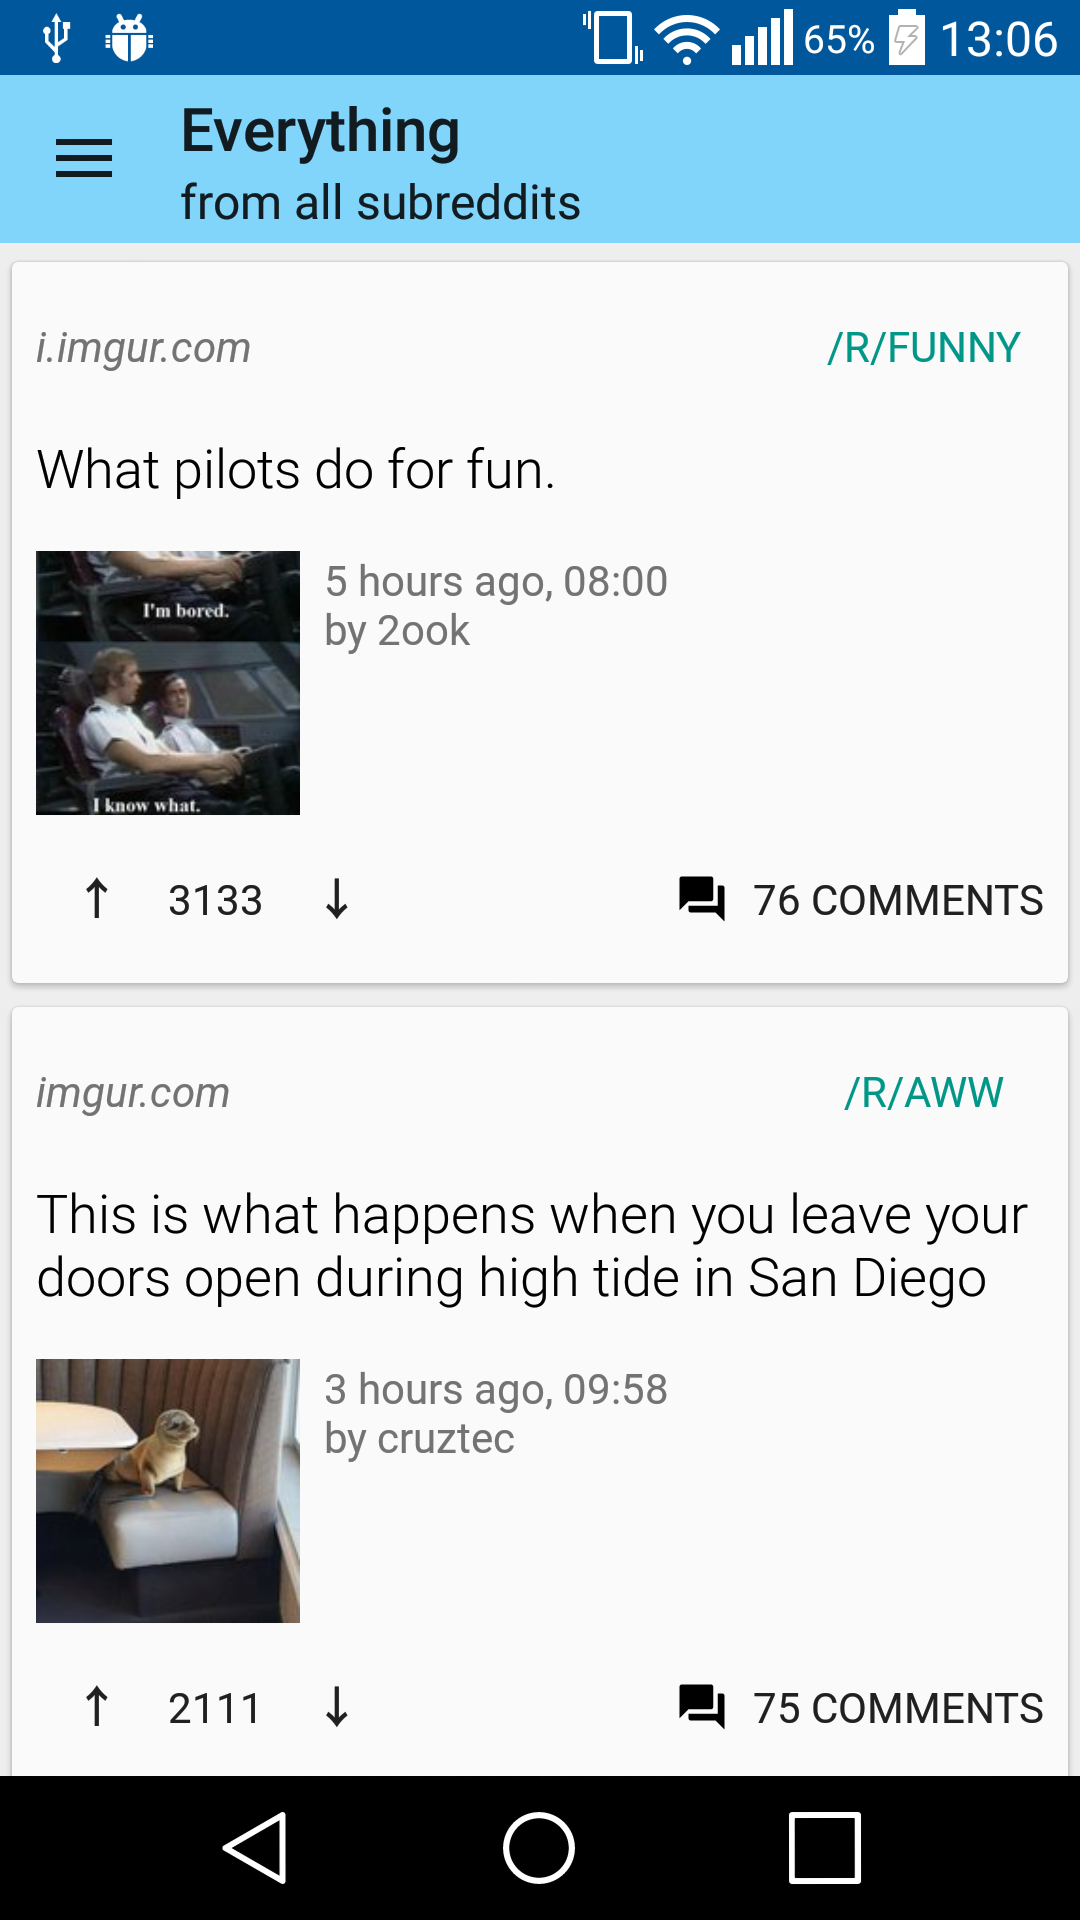 65% 13:06
Everything
from all subreddits
i.imgur.com /R/FUNNY
What pilots do for fun.
I'm bored.
I know what.
5 hours ago, 08:00
by 2ook
3133 76 COMMENTS
imgur.com /R/AWW
This is what happens when you leave your
doors open during high tide in San Diego
3 hours ago, 09:58
by cruztec
2111 75 COMMENTS